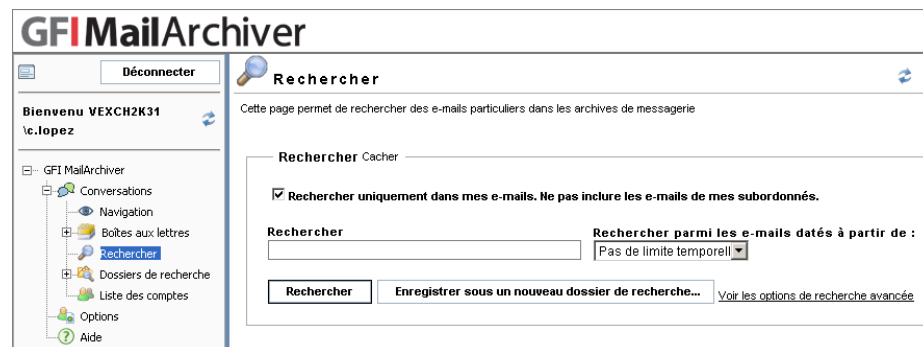 GFI MailArchiver
Déconnecter
Bienvenu VEXCH2K31
\c.lopez
GFI MailArchiver
Conversations
Navigation
Boîtes aux lettres
Rechercher
Dossiers de recherche
Liste des comptes
Options
Aide
Rechercher
Cette page permet de rechercher des e-mails particuliers dans les archives de messagerie
Rechercher Cacher
Rechercher uniquement dans mes e-mails. Ne pas inclure les e-mails de mes subordonnés.
Rechercher
Rechercher parmi les e-mails datés à partir de :
Pas de limite temporell
Rechercher
Enregistrer sous un nouveau dossier de recherche...
Voir les options de recherche avancée